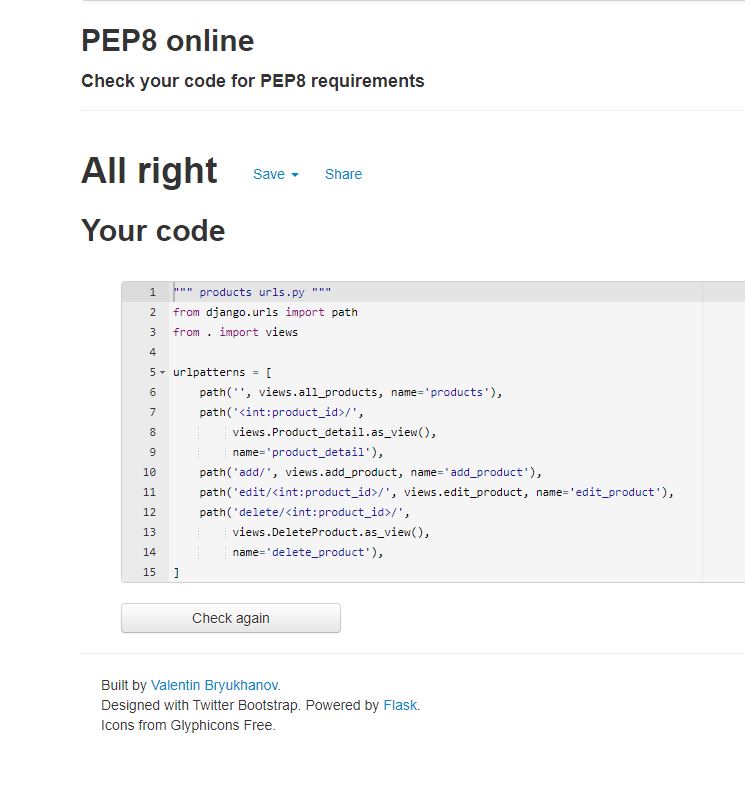 PEP8 online
Check your code for PEP8 requirements
All right Save Share
Your code
1 """ products urls.py """
2 from django.urls import path
3 from . import views
4
5 urlpatterns = [
6     path('', views.all_products, name='products'),
7     path('<int:product_id>/',
8          views.Product_detail.as_view(),
9          name='product_detail'),
10     path('add/', views.add_product, name='add_product'),
11     path('edit/<int:product_id>/', views.edit_product, name='edit_product'),
12     path('delete/<int:product_id>/',
13          views.DeleteProduct.as_view(),
14          name='delete_product'),
15 ]
Check again
Built by Valentin Bryukhanov.
Designed with Twitter Bootstrap. Powered by Flask.
Icons from Glyphicons Free.